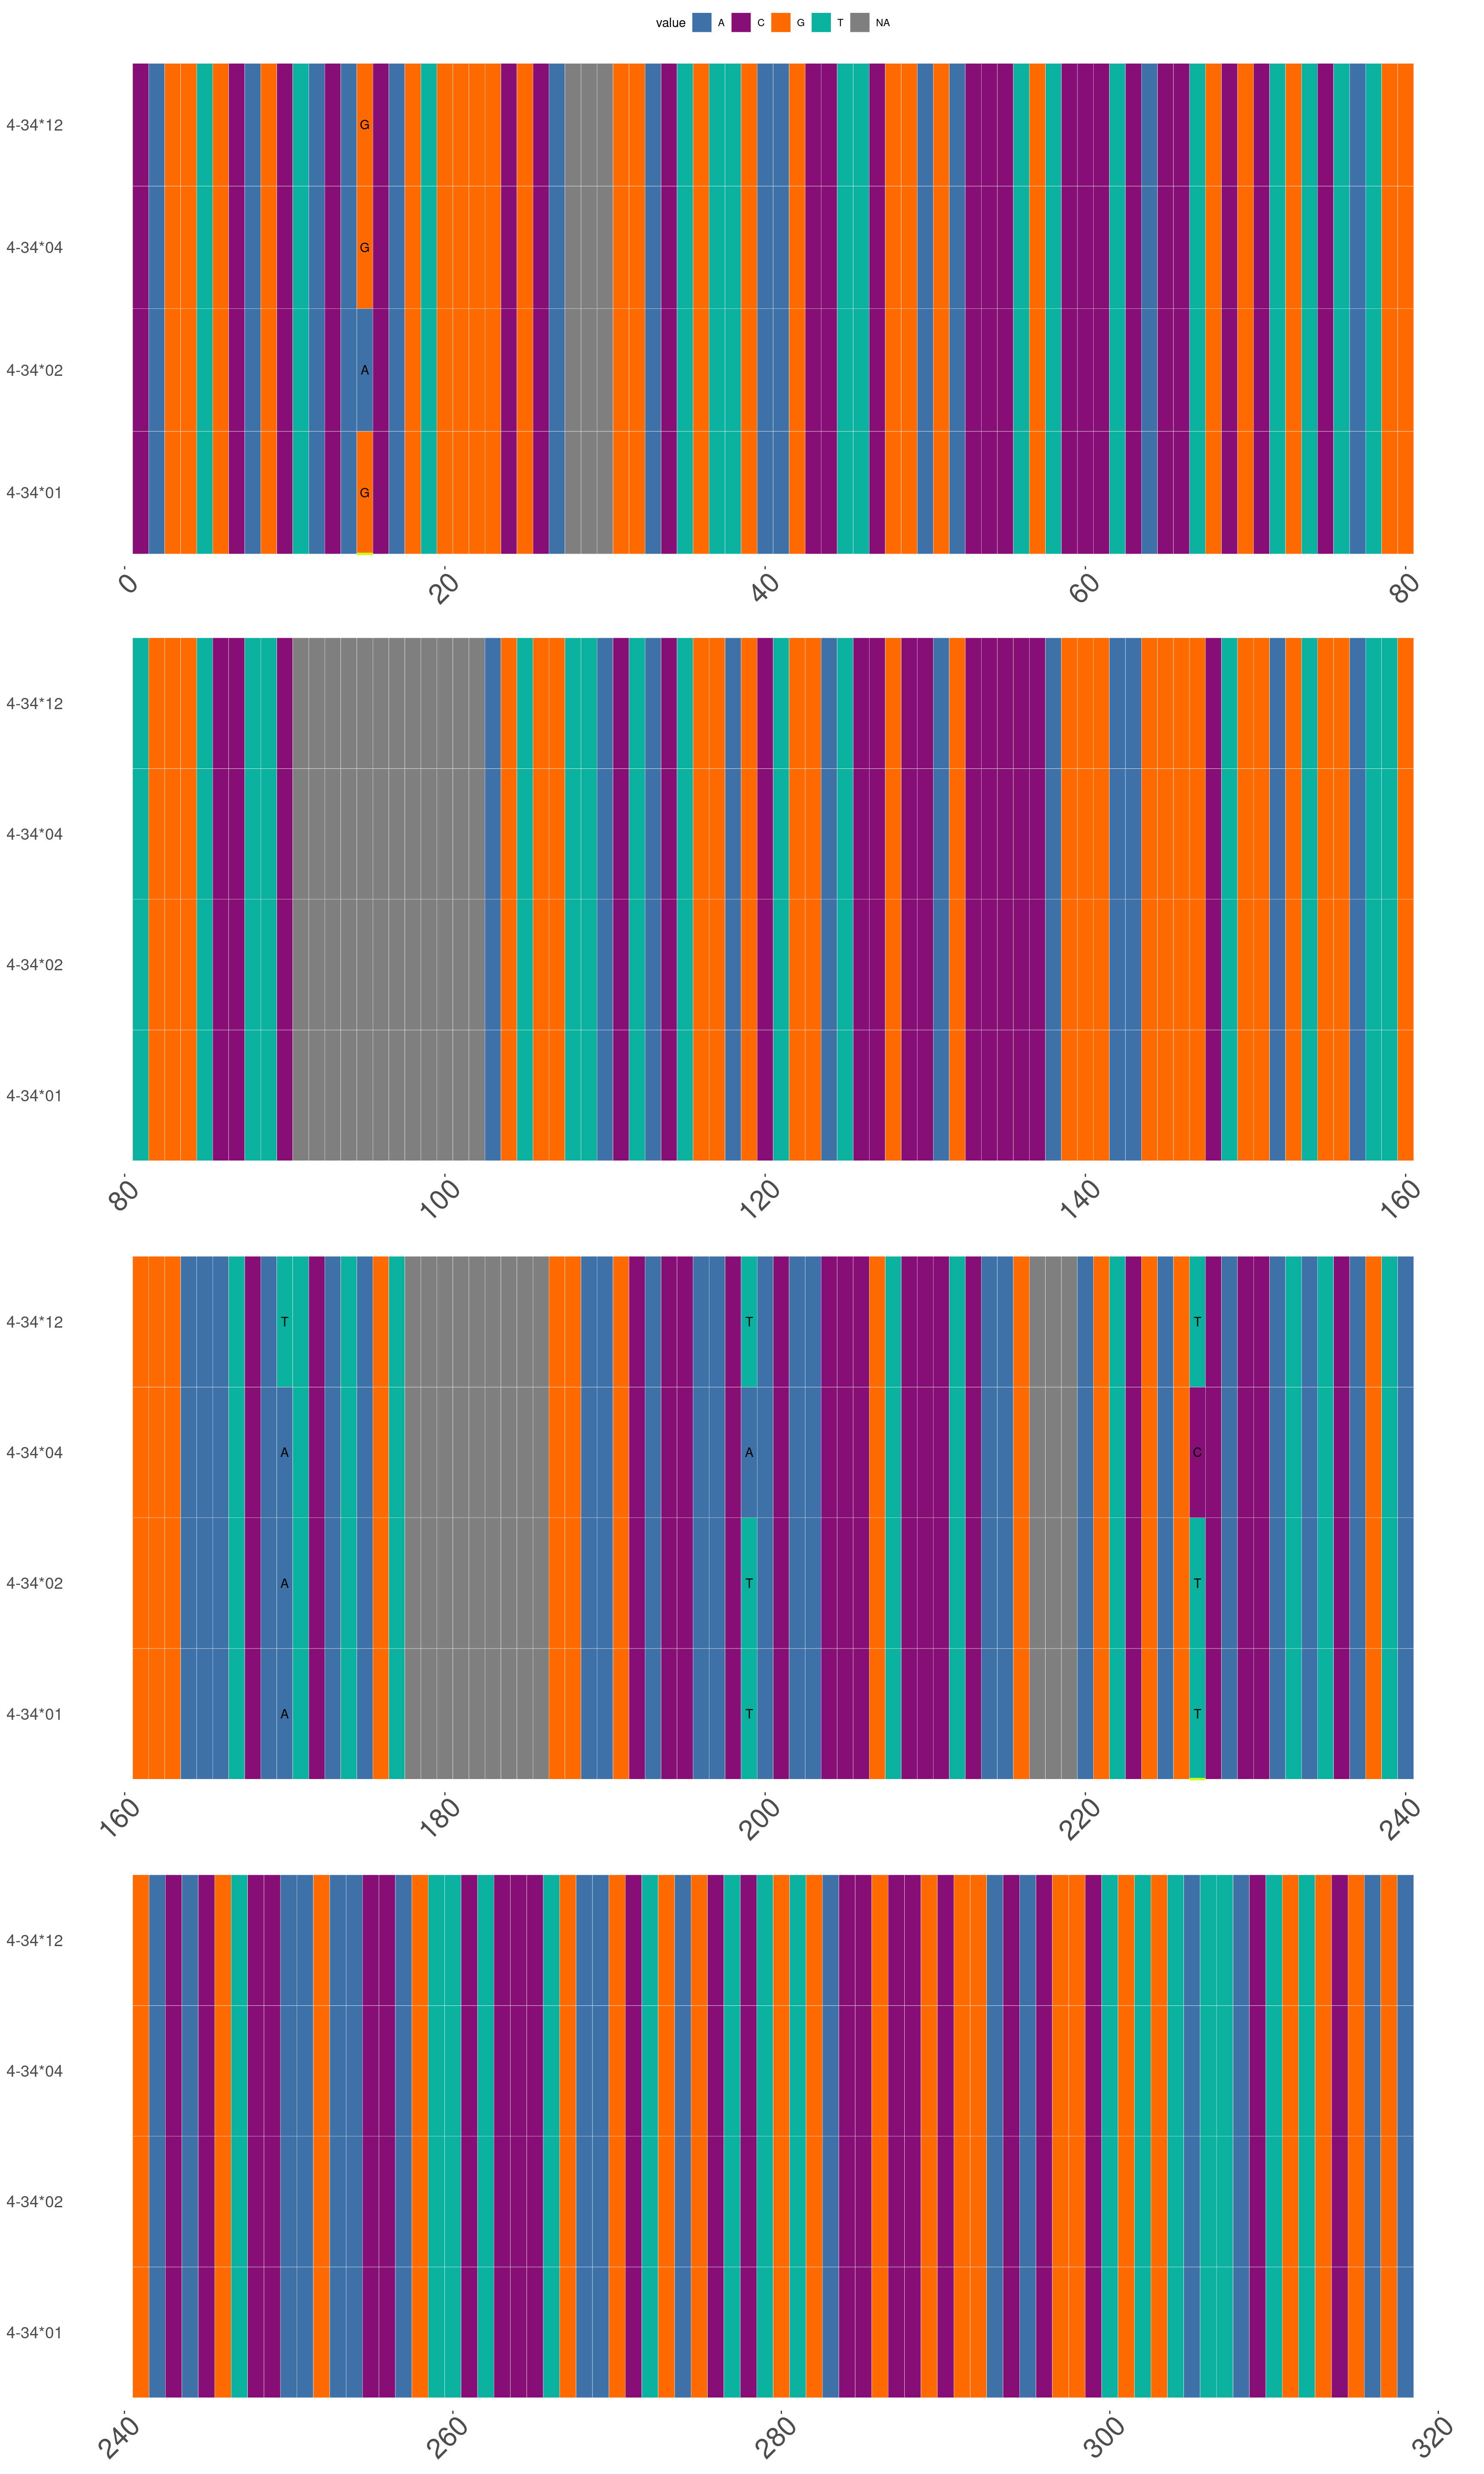 value A C G T NA
4-34*12 G
4-34*04 G
4-34*02 A
4-34*01 G
0 20 40 60 80
4-34*12
4-34*04
4-34*02
4-34*01
80 100 120 140 160
4-34*12 T T T
4-34*04 A A C
4-34*02 A T T
4-34*01 A T T
160 180 200 220 240
4-34*12
4-34*04
4-34*02
4-34*01
240 260 280 300 320